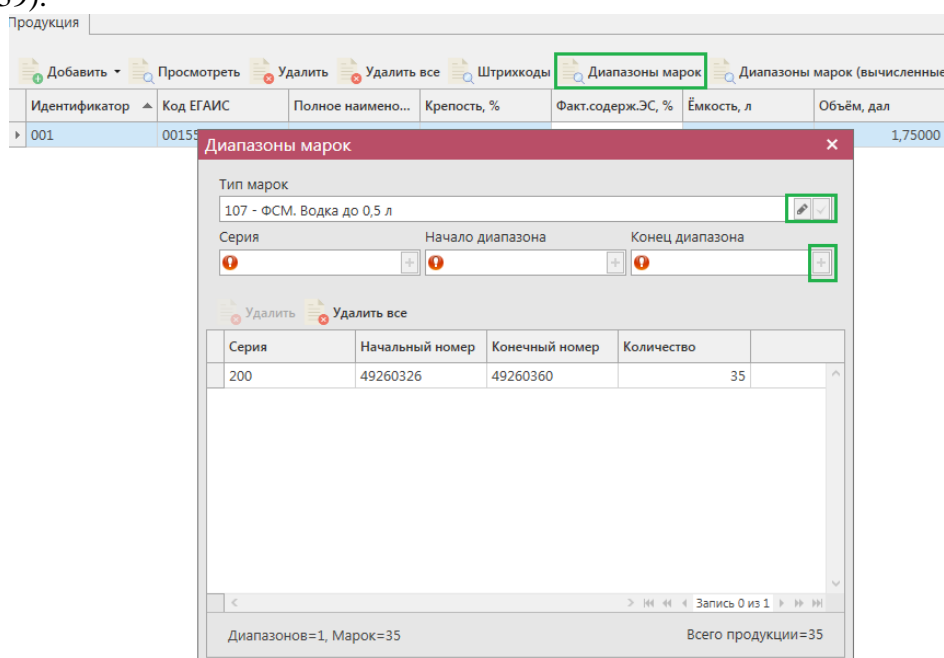 39).
Продукция
Добавить Просмотреть Удалить Удалить все Штрихкоды Диапазоны марок Диапазоны марок (вычисленные
Идентификатор Код ЕГАИС Полное наимено... Крепость, % Факт.содерж.ЭС, % Ёмкость, л Объём, дал
001 00155 1,75000
Диапазоны марок
Тип марок
107 - ФСМ. Водка до 0,5 л
Серия Начало диапазона Конец диапазона
Удалить Удалить все
Серия Начальный номер Конечный номер Количество
200 49260326 49260360 35
Запись 0 из 1
Диапазонов=1, Марок=35 Всего продукции=35